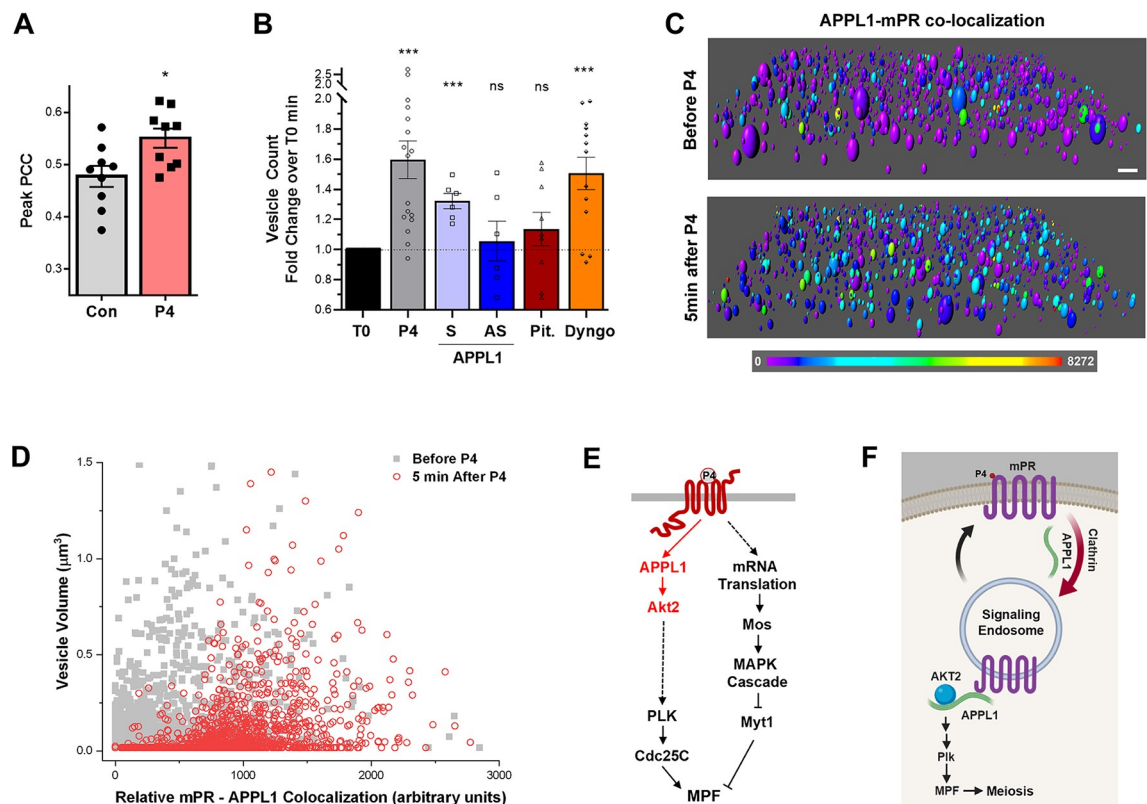 A
Peak PCC
0.6
0.5
0.4
0.3
*
Con
P4
B
Vesicle Count
Fold Change over T0 min
2.5
2.0
2.0
1.8
1.6
1.4
1.2
1.0
0.8
0.6
***
***
ns
ns
***
T0
P4
S
AS
Pit.
Dyngo
APPL1
C
APPL1-mPR co-localization
Before P4
5min after P4
0
8272
D
Vesicle Volume (μm³)
1.5
1.0
0.5
0.0
Before P4
5 min After P4
0
1000
2000
3000
Relative mPR - APPL1 Colocalization (arbitrary units)
E
P4
APPL1
Akt2
PLK
Cdc25C
mRNA
Translation
Mos
MAPK
Cascade
Myt1
MPF
F
P4
mPR
Clathrin
APPL1
Signaling
Endosome
AKT2
APPL1
Plk
MPF
Meiosis